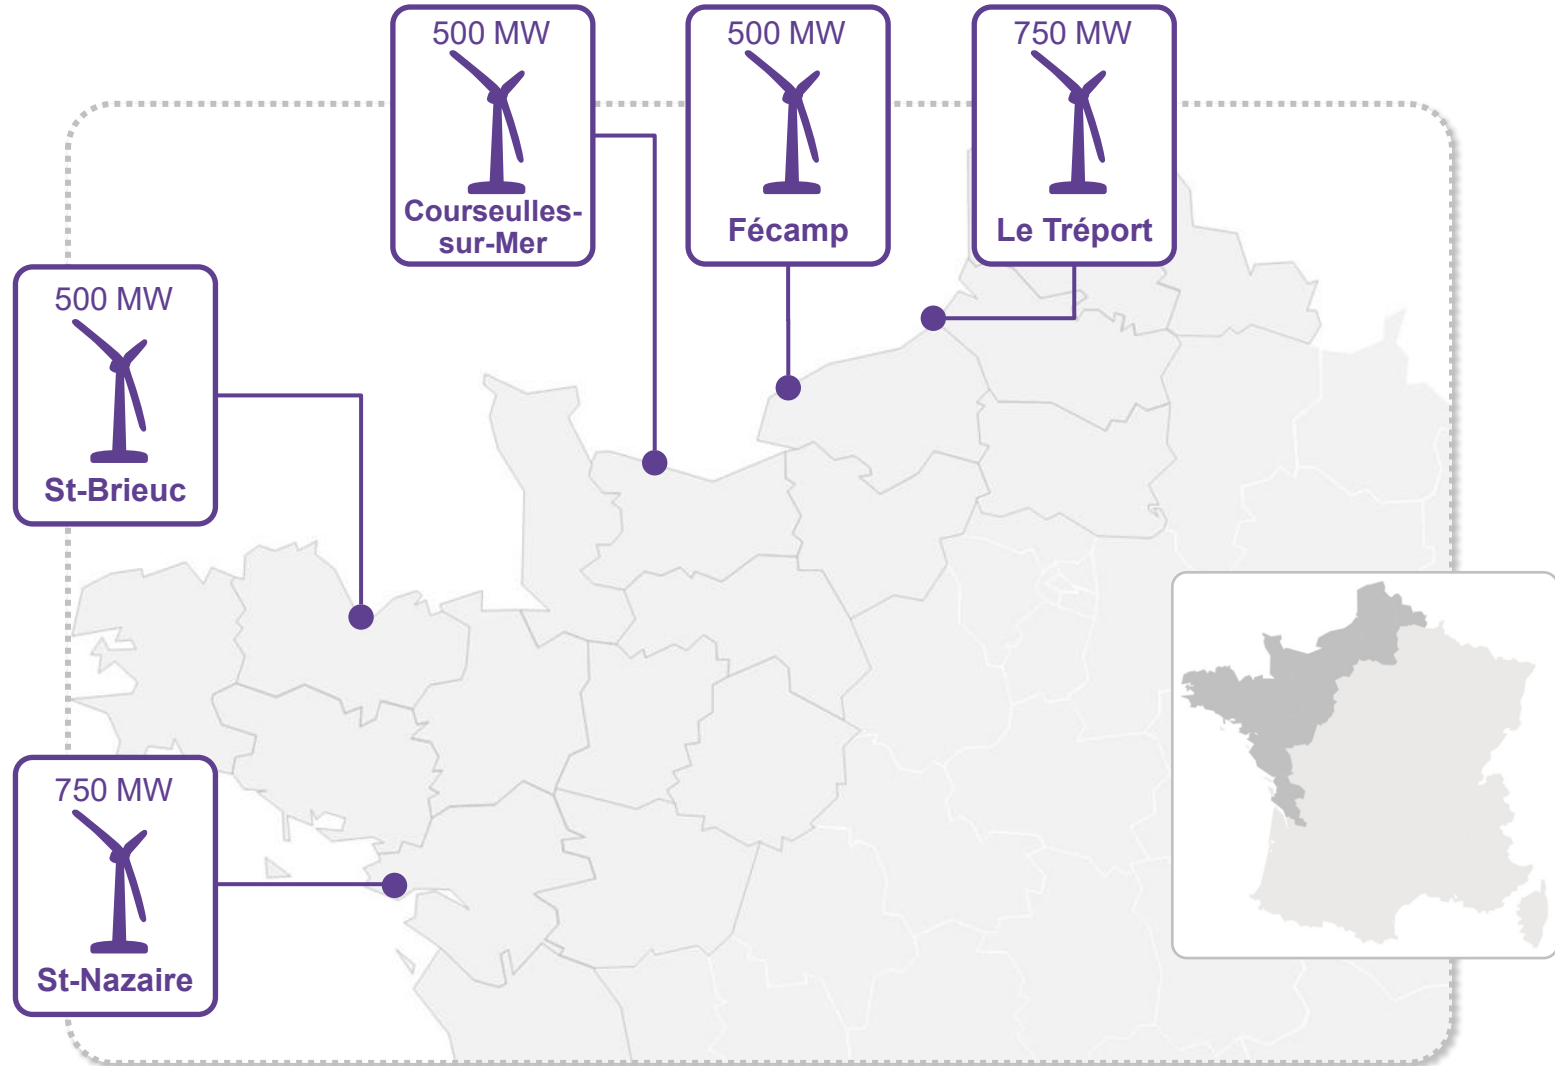 500 MW
Courseulles-
sur-Mer
500 MW
Fécamp
750 MW
Le Tréport
500 MW
St-Brieuc
750 MW
St-Nazaire